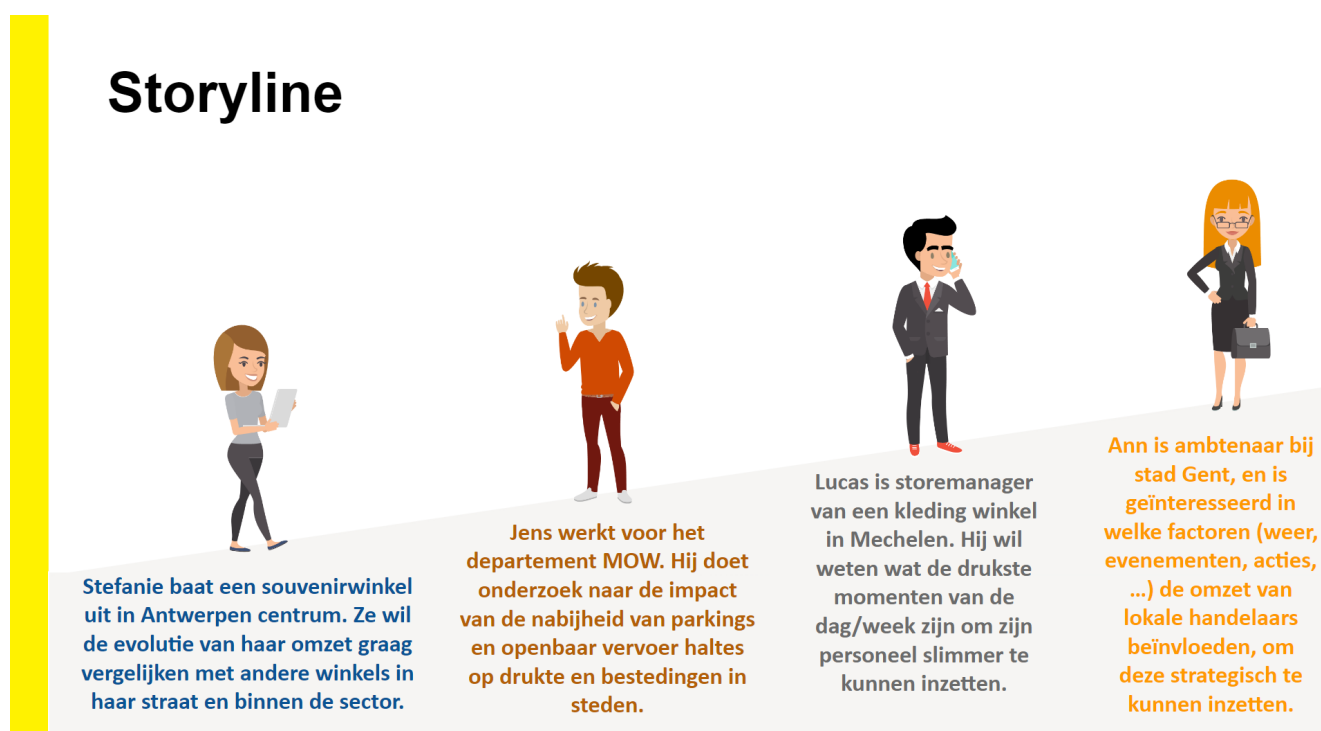 Storyline
Stefanie baat een souvenirwinkel
uit in Antwerpen centrum. Ze wil
de evolutie van haar omzet graag
vergelijken met andere winkels in
haar straat en binnen de sector.
Jens werkt voor het
departement MOW. Hij doet
onderzoek naar de impact
van de nabijheid van parkings
en openbaar vervoer haltes
op drukte en bestedingen in
steden.
Lucas is storemanager
van een kleding winkel
in Mechelen. Hij wil
weten wat de drukste
momenten van de
dag/week zijn om zijn
personeel slimmer te
kunnen inzetten.
Ann is ambtenaar bij
stad Gent, en is
geïnteresseerd in
welke factoren (weer,
evenementen, acties,
...) de omzet van
lokale handelaars
beïnvloeden, om
deze strategisch te
kunnen inzetten.